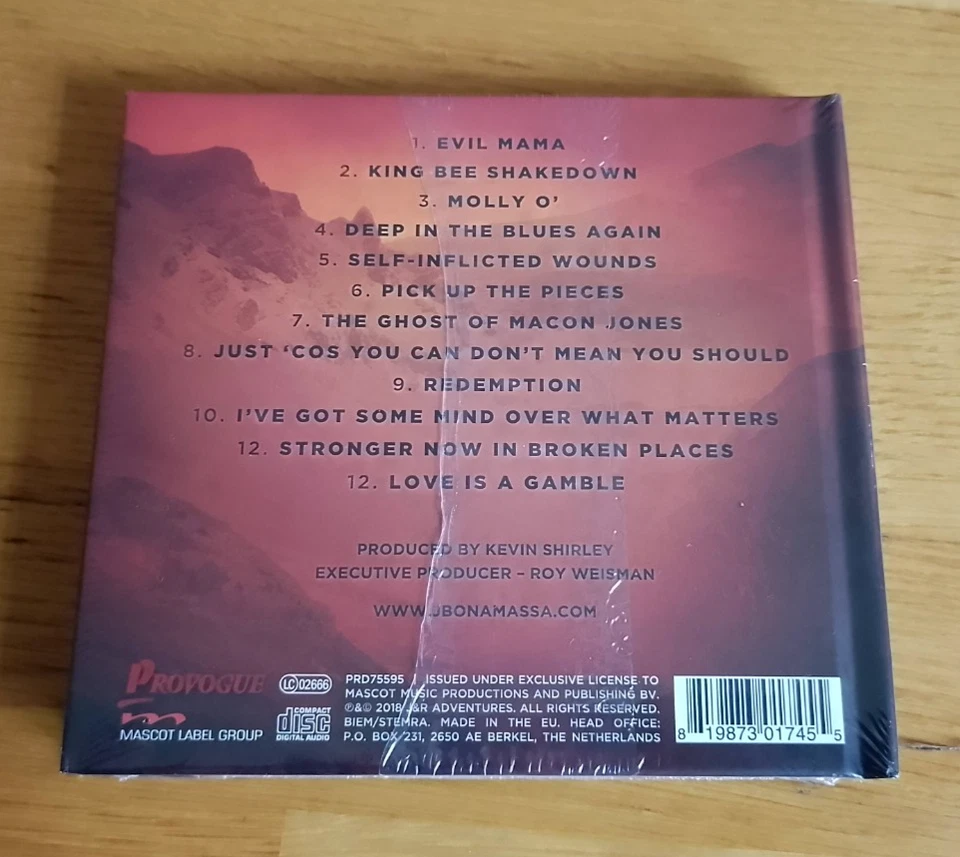 1. EVIL MAMA
2. KING BEE SHAKEDOWN
3. MOLLY O’
4. DEEP IN THE BLUES AGAIN
5. SELF-INFLICTED WOUNDS
6. PICK UP THE PIECES
7. THE GHOST OF MACON JONES
8. JUST ‘COS YOU CAN DON’T MEAN YOU SHOULD
9. REDEMPTION
10. I’VE GOT SOME MIND OVER WHAT MATTERS
12. STRONGER NOW IN BROKEN PLACES
12. LOVE IS A GAMBLE
PRODUCED BY KEVIN SHIRLEY
EXECUTIVE PRODUCER – ROY WEISMAN
WWW.JBONAMASSA.COM
PROVOGUE
MASCOT LABEL GROUP
LC 02666
COMPACT
disc
DIGITAL AUDIO
PRD75595 | ISSUED UNDER EXCLUSIVE LICENSE TO
MASCOT MUSIC PRODUCTIONS AND PUBLISHING BV.
℗&© 2018 J&R ADVENTURES. ALL RIGHTS RESERVED.
BIEM/STEMRA. MADE IN THE EU. HEAD OFFICE:
P.O. BOX 231, 2650 AE BERKEL, THE NETHERLANDS
8 19873 01745 5